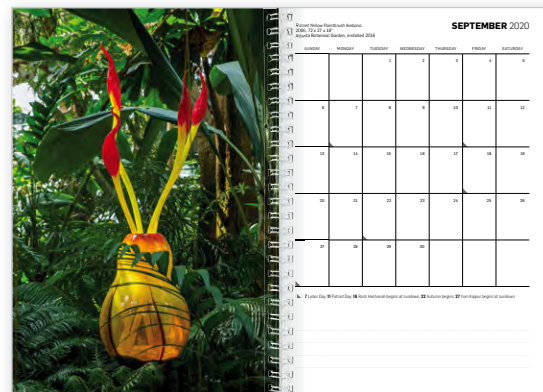 Sunset Yellow Paintbrush Ikebana
2006, 72 x 27 x 18"
Atlanta Botanical Garden, installed 2016
SEPTEMBER 2020
SUNDAY MONDAY TUESDAY WEDNESDAY THURSDAY FRIDAY SATURDAY
1 2 3 4 5
6 7 8 9 10 11 12
13 14 15 16 17 18 19
20 21 22 23 24 25 26
27 28 29 30
7 Labor Day 11 Patriot Day 18 Rosh Hashanah begins at sundown 22 Autumn begins 27 Yom Kippur begins at sundown